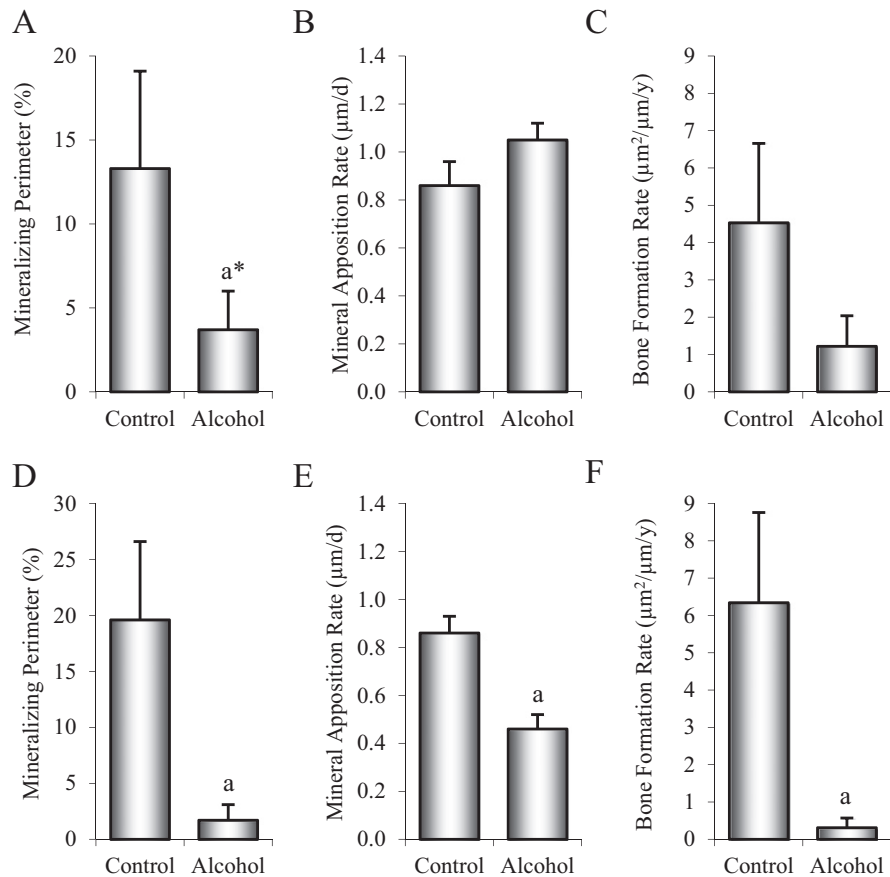 A
Mineralizing Perimeter (%)
20
15
10
5
0
a*
Control Alcohol
B
Mineral Apposition Rate (µm/d)
1.4
1.2
1.0
0.8
0.6
0.4
0.2
0.0
Control Alcohol
C
Bone Formation Rate (µm²/µm/y)
9
8
7
6
5
4
3
2
1
0
Control Alcohol
D
Mineralizing Perimeter (%)
30
25
20
15
10
5
0
a
Control Alcohol
E
Mineral Apposition Rate (µm/d)
1.4
1.2
1.0
0.8
0.6
0.4
0.2
0.0
a
Control Alcohol
F
Bone Formation Rate (µm²/µm/y)
9
8
7
6
5
4
3
2
1
0
a
Control Alcohol